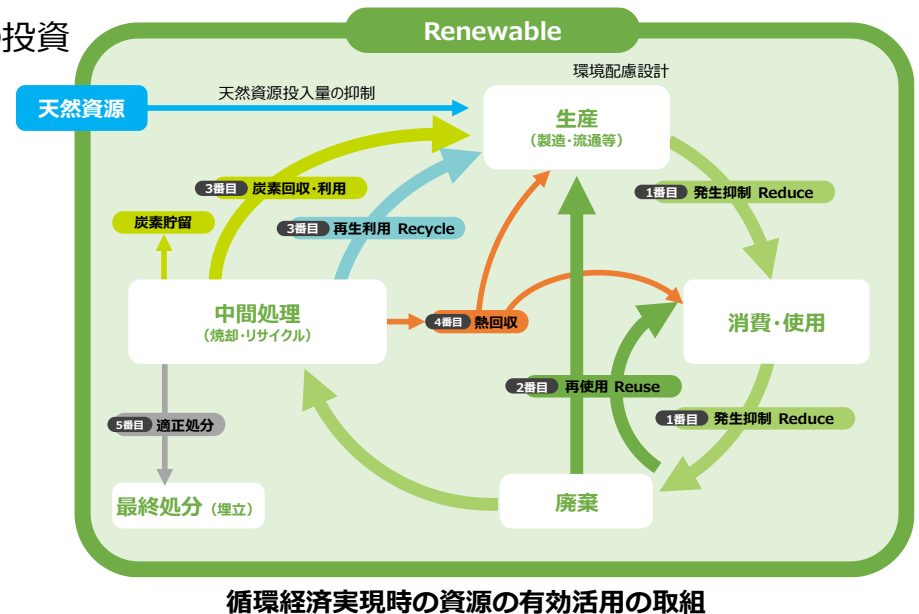 投資
Renewable
環境配慮設計
天然資源
天然資源投入量の抑制
生産
(製造・流通等)
3番目 炭素回収・利用
1番目 発生抑制 Reduce
炭素貯留
3番目 再生利用 Recycle
中間処理
(焼却・リサイクル)
4番目 熱回収
消費・使用
2番目 再使用 Reuse
5番目 適正処分
1番目 発生抑制 Reduce
最終処分 (埋立)
廃棄
循環経済実現時の資源の有効活用の取組